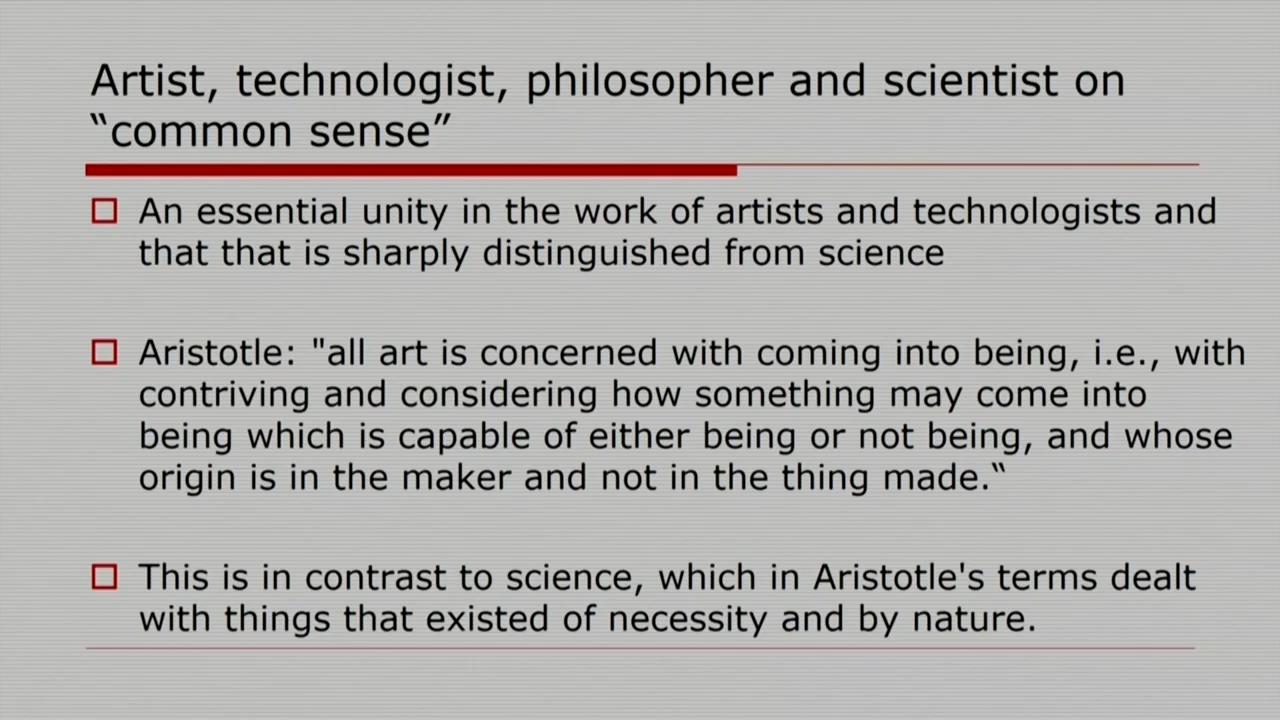 Artist, technologist, philosopher and scientist on
“common sense”
An essential unity in the work of artists and technologists and
that that is sharply distinguished from science
Aristotle: "all art is concerned with coming into being, i.e., with
contriving and considering how something may come into
being which is capable of either being or not being, and whose
origin is in the maker and not in the thing made.“
This is in contrast to science, which in Aristotle's terms dealt
with things that existed of necessity and by nature.